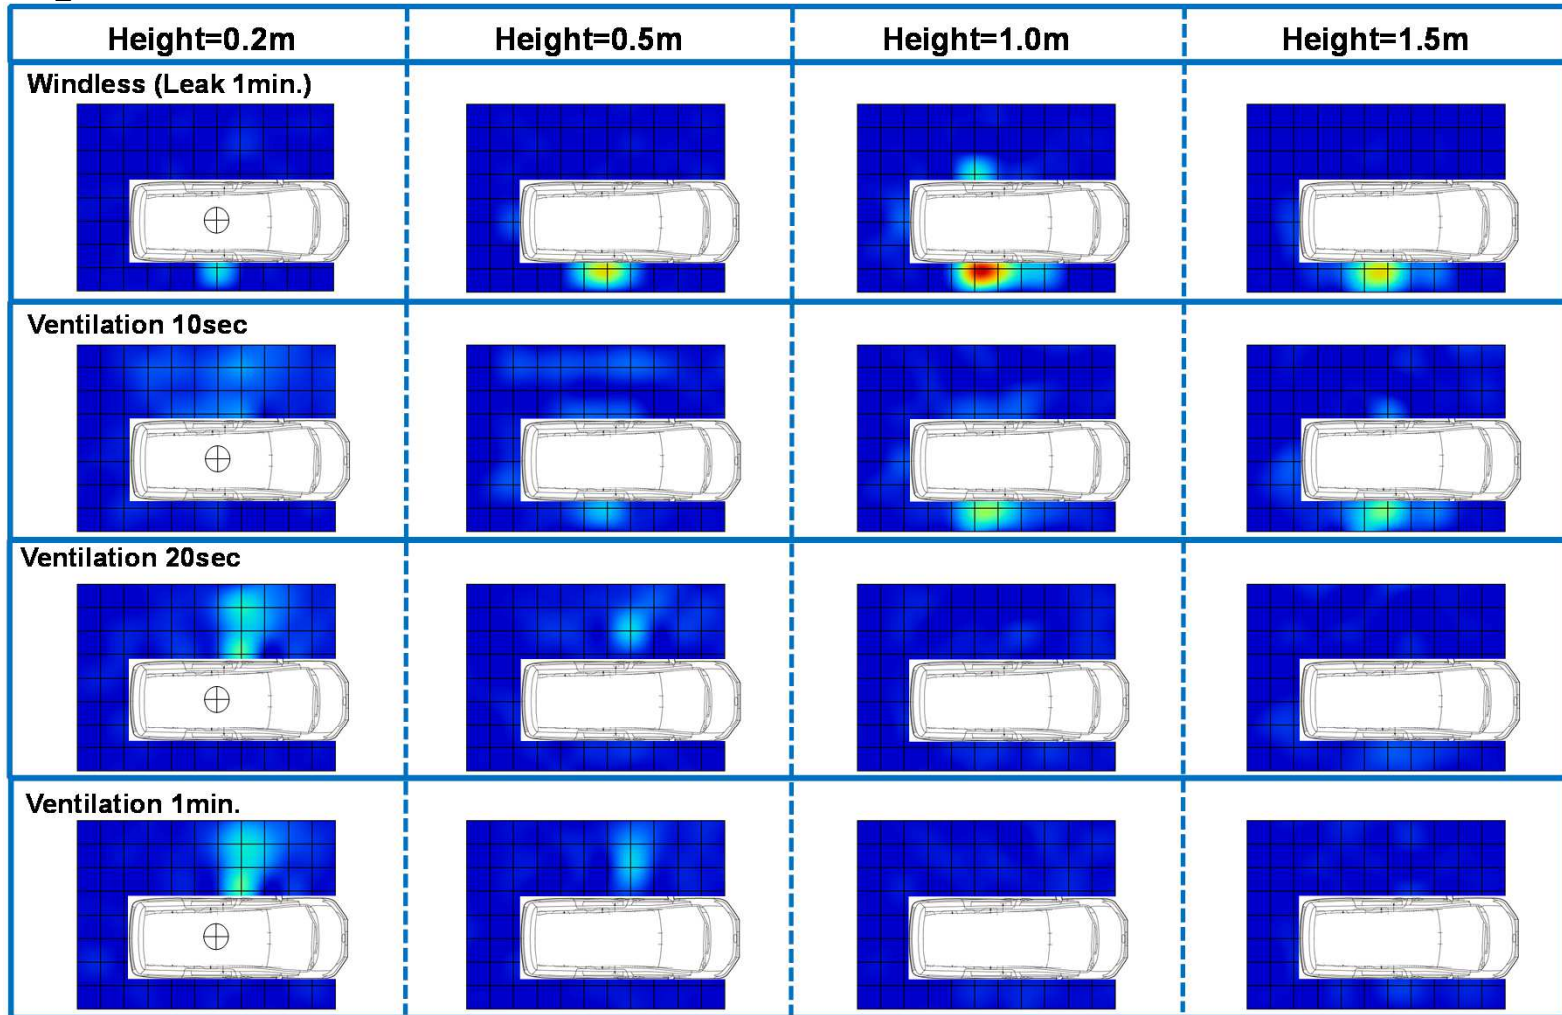 Height=0.2m Height=0.5m Height=1.0m Height=1.5m
Windless (Leak 1min.)
Ventilation 10sec
Ventilation 20sec
Ventilation 1min.